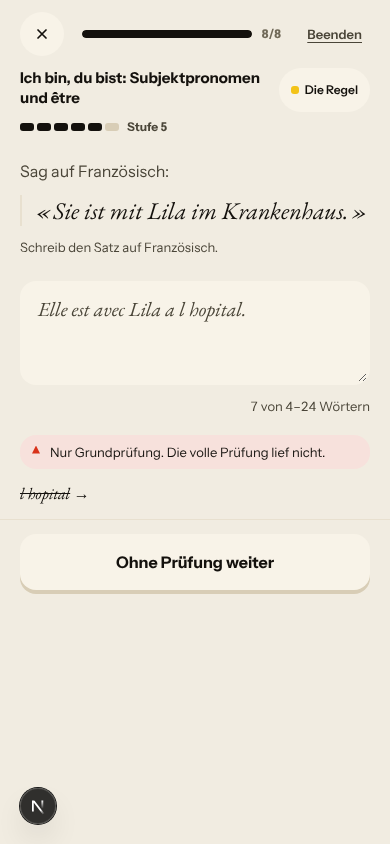 8/8
Beenden
Ich bin, du bist: Subjektpronomen
und être
Die Regel
Stufe 5
Sag auf Französisch:
« Sie ist mit Lila im Krankenhaus. »
Schreib den Satz auf Französisch.
Elle est avec Lila a l hopital.
7 von 4–24 Wörtern
Nur Grundprüfung. Die volle Prüfung lief nicht.
l hopital →
Ohne Prüfung weiter
N